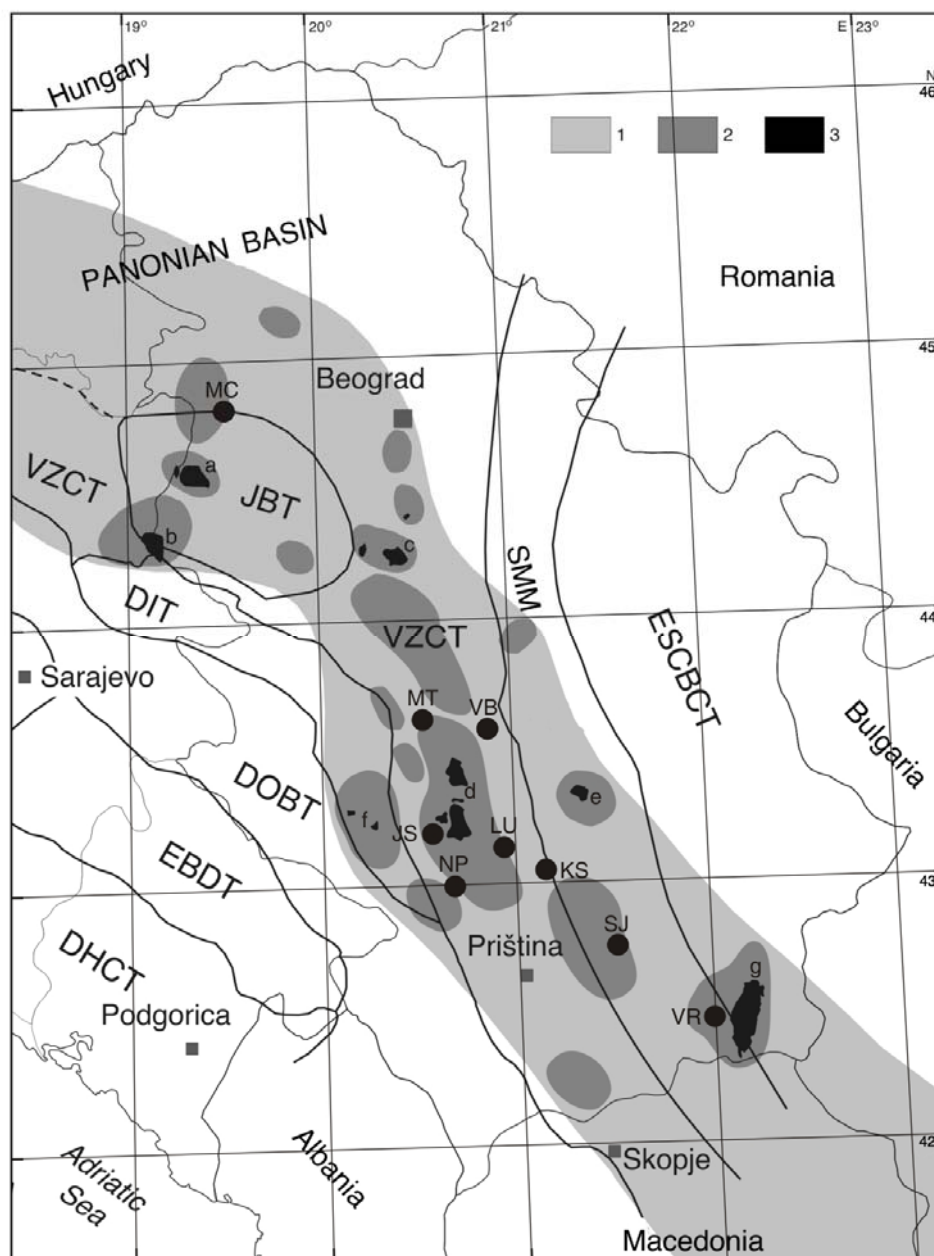 19°
20°
21°
22°
E 23°
N
46
Hungary
1
2
3
PANONIAN BASIN
Romania
45
Beograd
MC
a
VZCT
JBT
b
c
SMM
DIT
44
VZCT
ESCBCT
Sarajevo
MT
VB
Bulgaria
DOBT
d
e
f
JS
LU
EBDT
NP
KS
43
SJ
Priština
DHCT
g
Podgorica
VR
42
Skopje
Albania
Adriatic
Sea
Macedonia